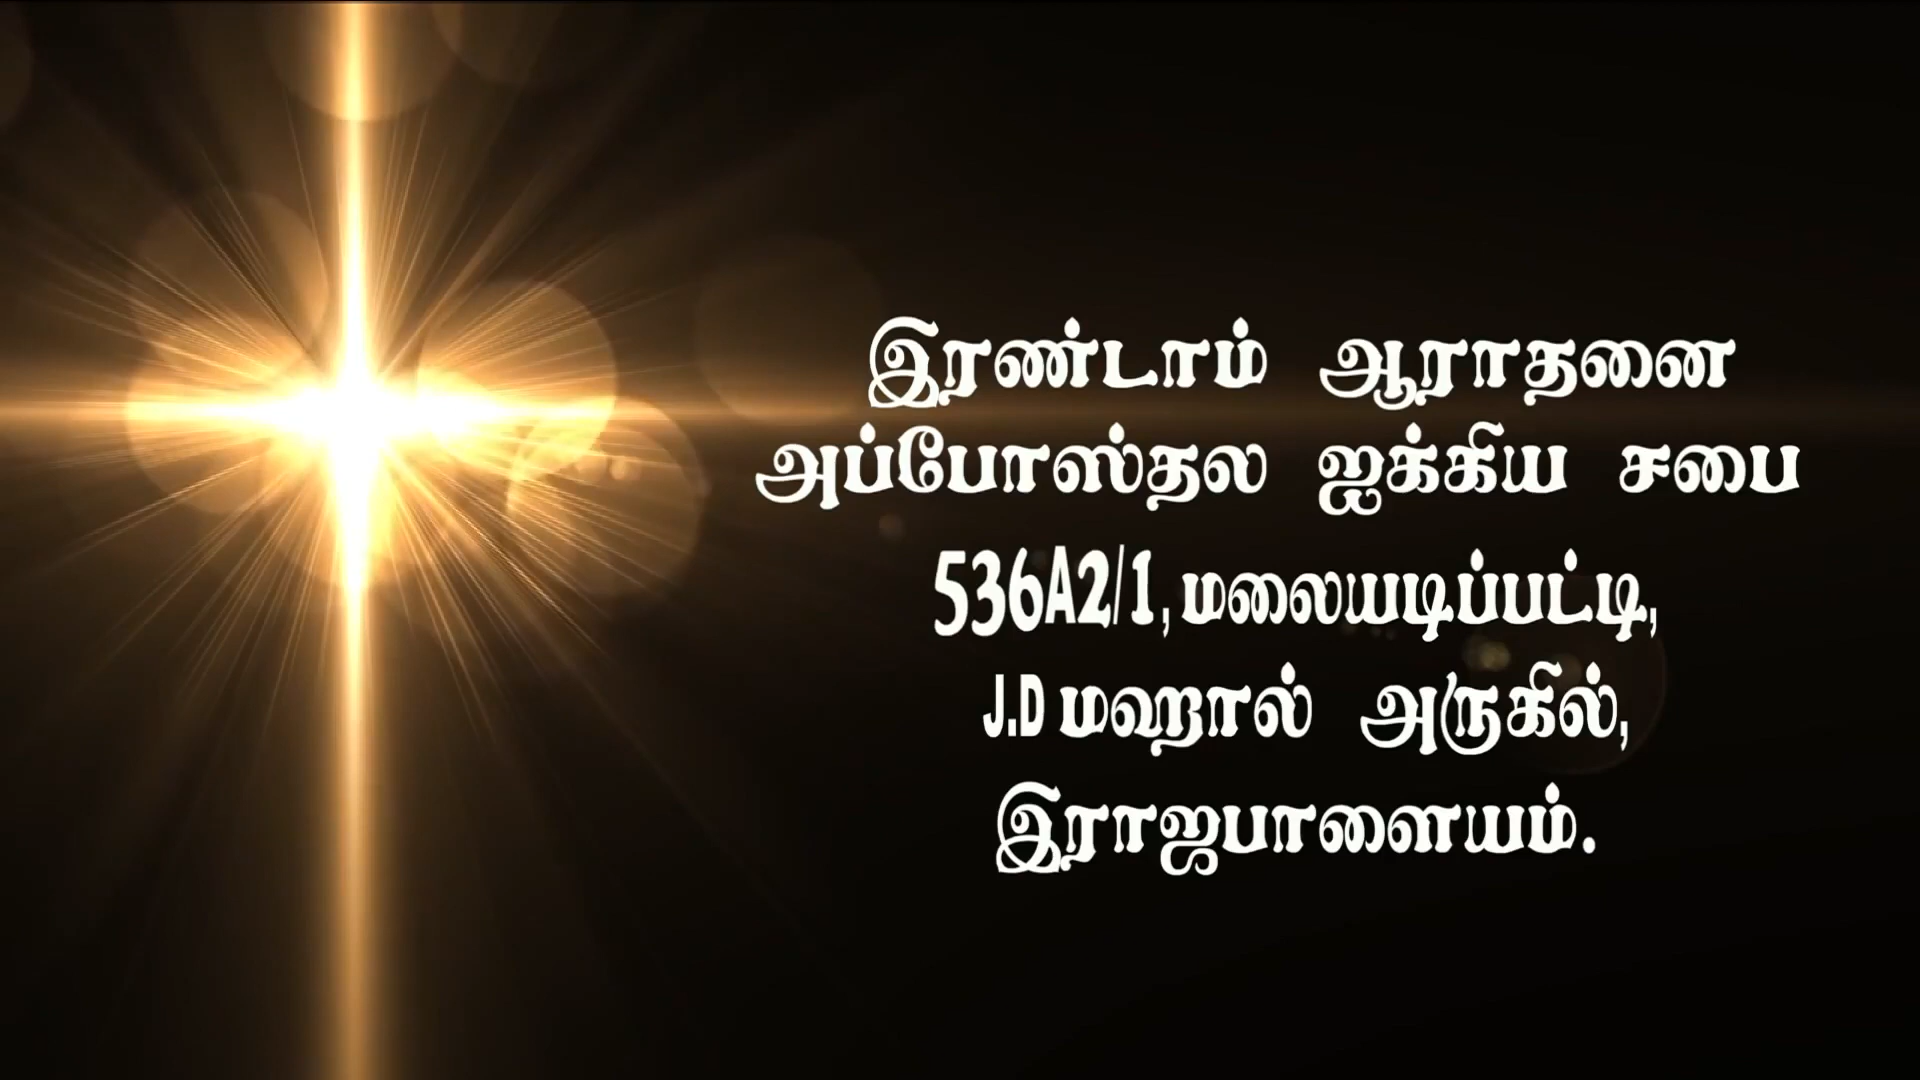 இரண்டாம் ஆராதனை
அப்போஸ்தல ஐக்கிய சபை
536A2/1, மலையடிப்பட்டி,
J.D மஹால் அருகில்,
இராஜபாளையம்.